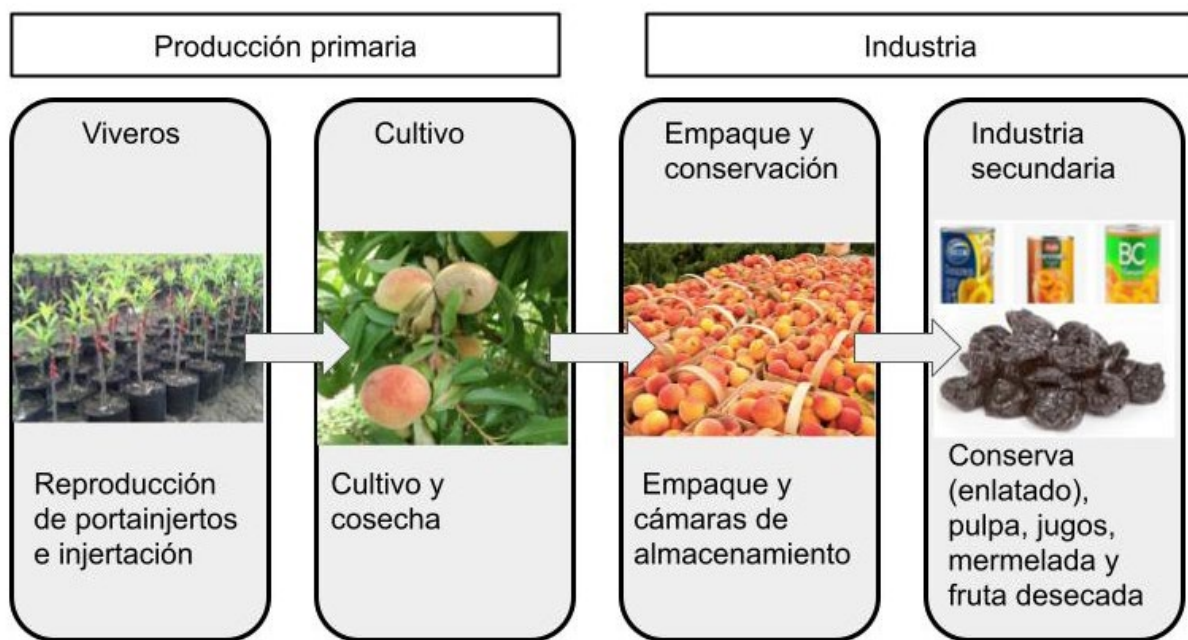 Producción primaria
Industria
Viveros
Reproducción
de portainjertos
e injertación
Cultivo
Cultivo y
cosecha
Empaque y
conservación
Empaque y
cámaras de
almacenamiento
Industria
secundaria
BC
Conserva
(enlatado),
pulpa, jugos,
mermelada y
fruta desecada